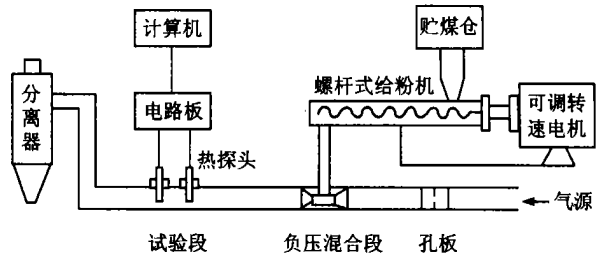 计算机
贮煤仓
分离器
电路板
螺杆式给粉机
可调转
速电机
热探头
气源
试验段
负压混合段
孔板